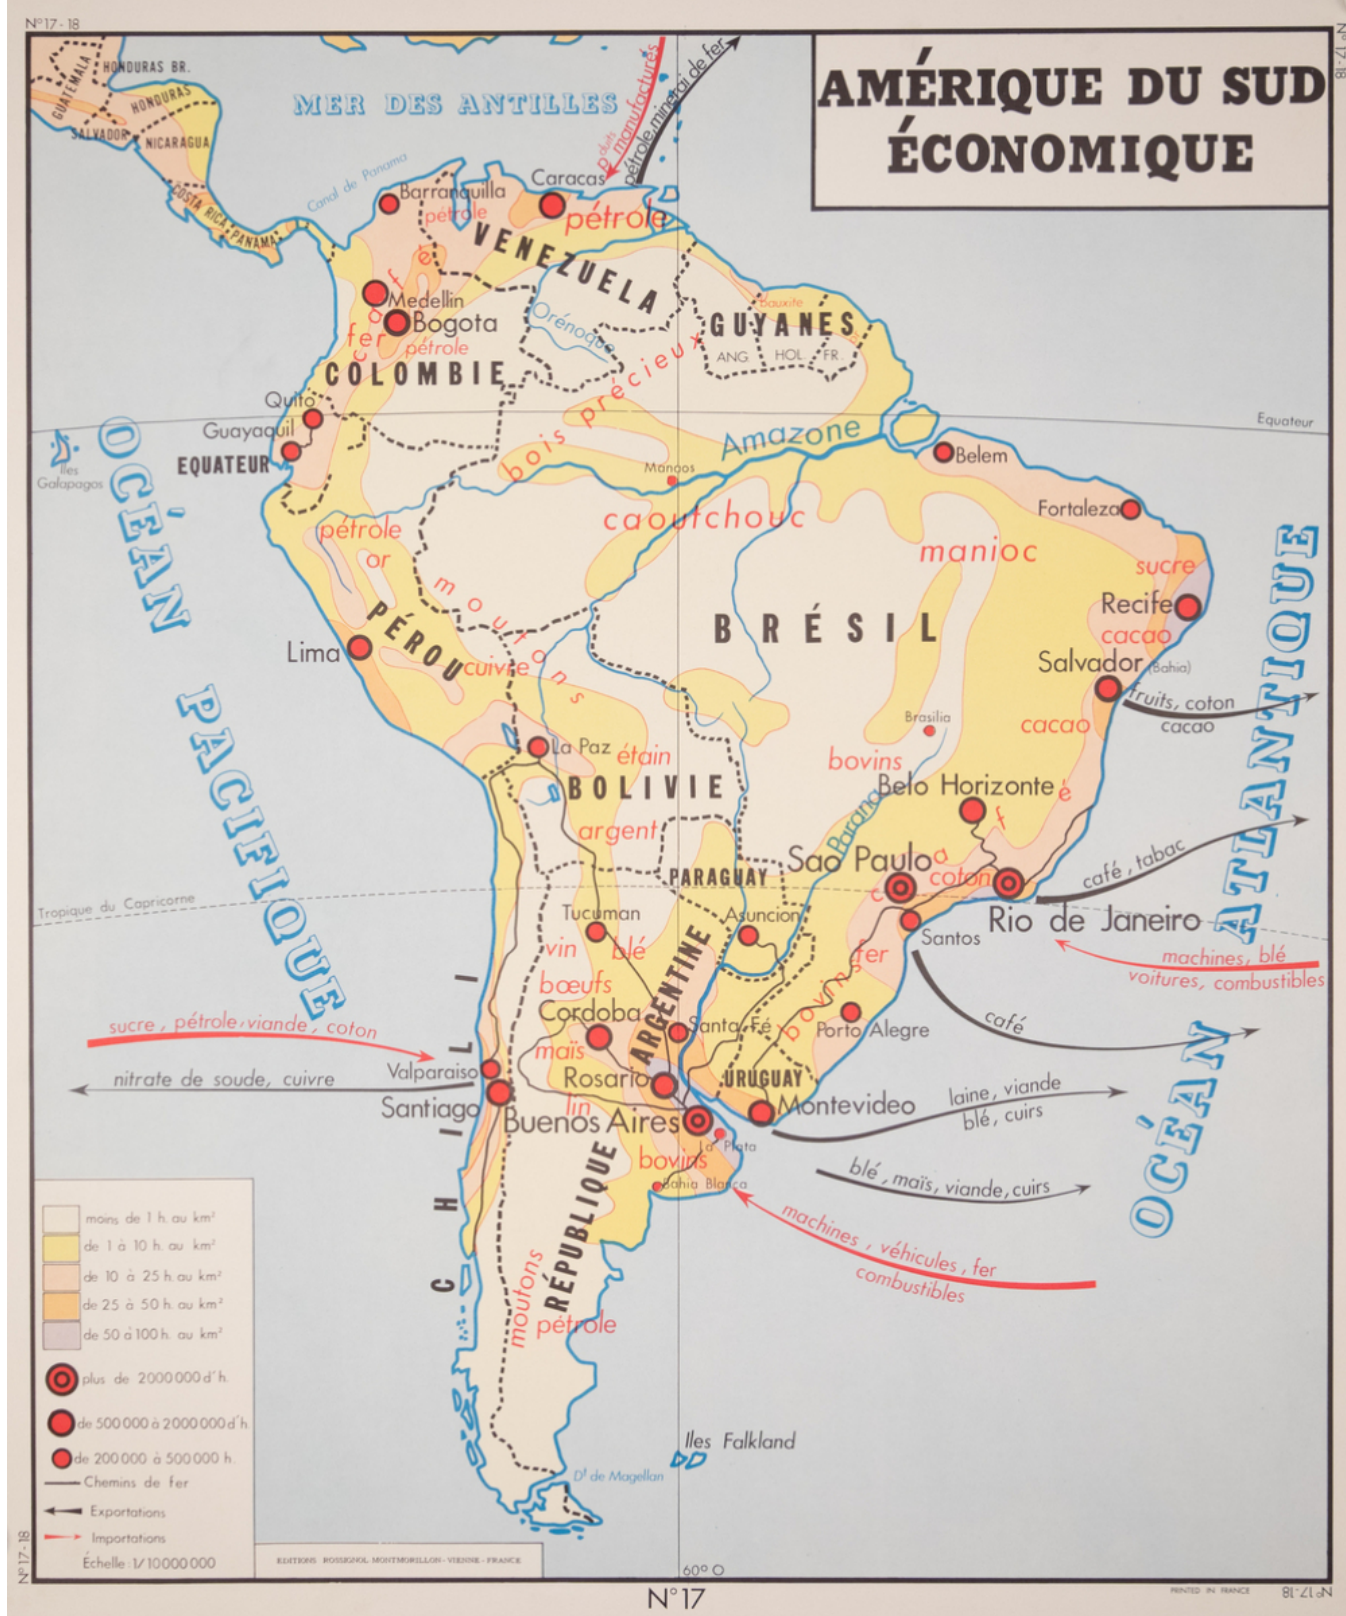 N° 17 - 18
N° 17 - 18
AMÉRIQUE DU SUD
ÉCONOMIQUE
MER DES ANTILLES
pduits manufacturés
pétrole, minerai de fer
HONDURAS BR.
GUATEMALA
HONDURAS
SALVADOR
NICARAGUA
COSTA RICA
PANAMA
Canal de Panama
Barranquilla
Caracas
pétrole
pétrole
VENEZUELA
café
Medellin
Bogota
fer
pétrole
COLOMBIE
Orénoque
Bauxite
GUYANES
ANG.
HOL.
FR.
bois précieux
Quito
Guayaquil
EQUATEUR
Iles
Galapagos
Equateur
Amazone
Manaos
Belem
Fortaleza
caoutchouc
manioc
sucre
Recife
cacao
Salvador (Bahia)
fruits, coton
cacao
cacao
pétrole
or
moutons
PÉROU
cuivre
Lima
BRÉSIL
Brasilia
bovins
Belo Horizonte
La Paz
étain
BOLIVIE
argent
Parana
café
Sao Paulo
coton
Rio de Janeiro
café, tabac
Santos
machines, blé
voitures, combustibles
PARAGUAY
Tropique du Capricorne
Tucuman
Asuncion
vin
blé
bœufs
fer
bovins
Cordoba
Santa Fé
Porto Alegre
café
maïs
Rosario
URUGUAY
Montevideo
laine, viande
blé, cuirs
lin
Buenos Aires
La Plata
bovins
Bahia Blanca
blé, maïs, viande, cuirs
machines, véhicules, fer
combustibles
sucre, pétrole, viande, coton
nitrate de soude, cuivre
Valparaiso
Santiago
CHILI
RÉPUBLIQUE ARGENTINE
moutons
pétrole
Iles Falkland
Dt de Magellan
OCÉAN PACIFIQUE
OCÉAN ATLANTIQUE
moins de 1 h. au km²
de 1 à 10 h. au km²
de 10 à 25 h. au km²
de 25 à 50 h. au km²
de 50 à 100 h. au km²
plus de 2000000 d'h.
de 500000 à 2000000 d'h.
de 200000 à 500000 h.
Chemins de fer
Exportations
Importations
Échelle : 1/10000000
EDITIONS ROSSIGNOL MONTMORILLON - VIENNE - FRANCE
60° O
N° 17
PRINTED IN FRANCE
N° 17 - 18
N° 17 - 18